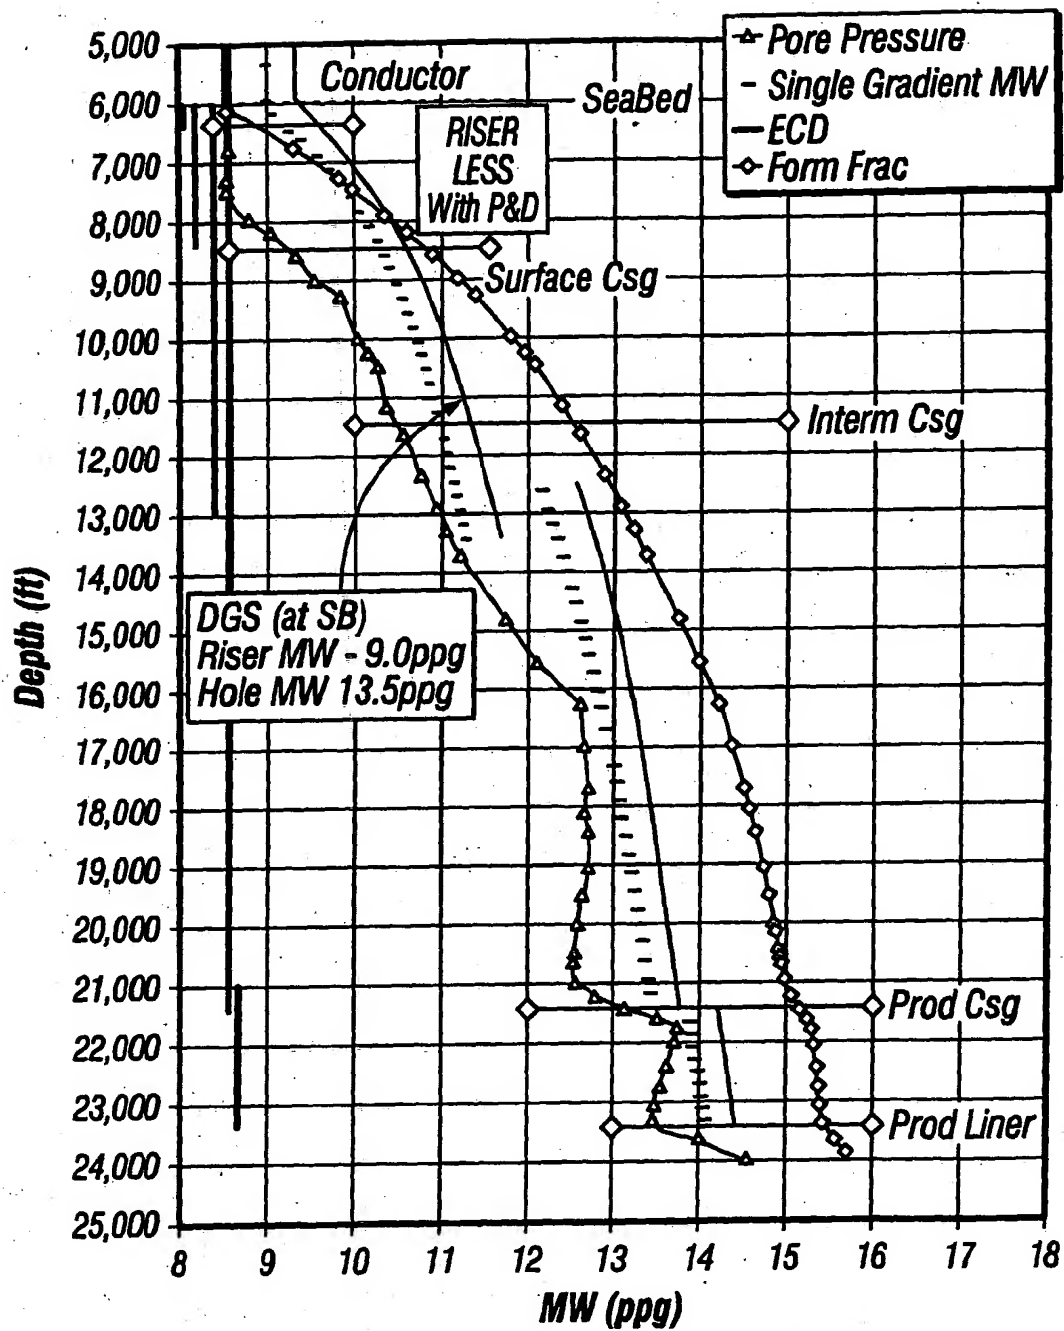 Pore Pressure
Single Gradient MW
ECD
Form Frac
Conductor
SeaBed
RISER
LESS
With P&D
Surface Csg
Interm Csg
DGS (at SB)
Riser MW - 9.0ppg
Hole MW 13.5ppg
Prod Csg
Prod Liner
Depth (ft)
5,000
6,000
7,000
8,000
9,000
10,000
11,000
12,000
13,000
14,000
15,000
16,000
17,000
18,000
19,000
20,000
21,000
22,000
23,000
24,000
25,000
8 9 10 11 12 13 14 15 16 17 18
MW (ppg)